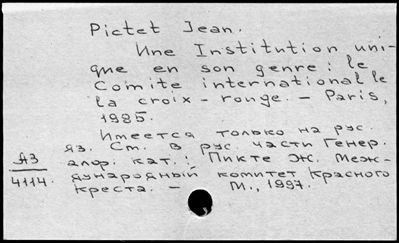 Pictet Jean.
Une Institution uni-
que en son genre : le
Comite international le
la croix-rouge. – Paris,
1985.
Имеется только на рус.
яз. См. в рус. части Генер.
алф. кат.: Пикте Ж. Меж-
дународный комитет Красного
Креста. – М., 1997.
А3
4114.